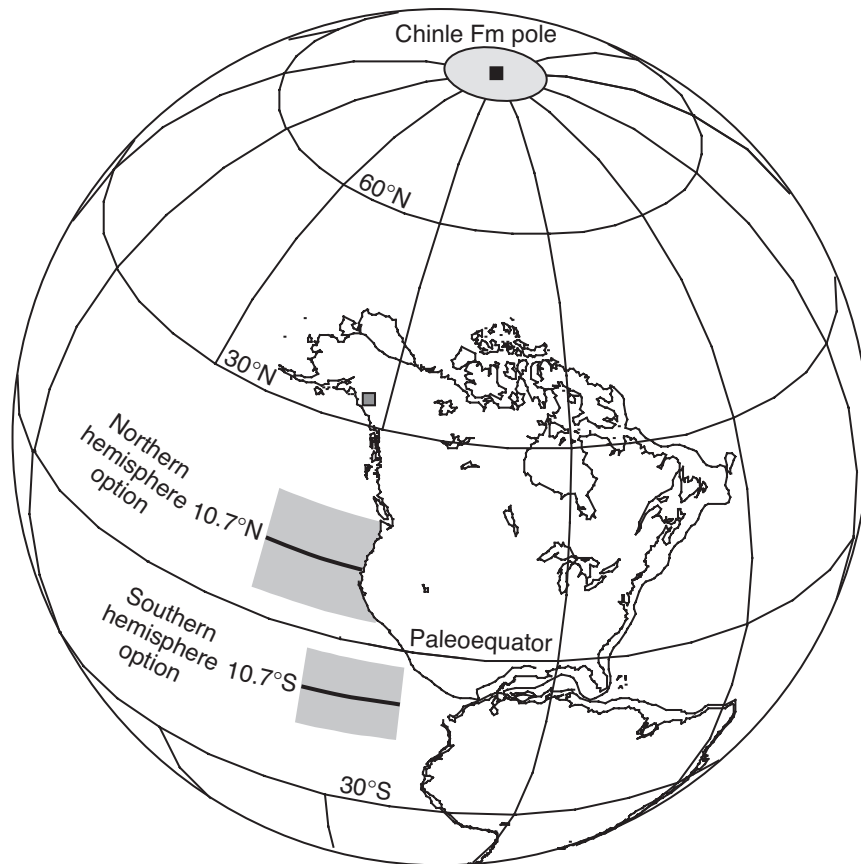 Chinle Fm pole
60°N
30°N
Northern
hemisphere 10.7°N
option
Paleoequator
Southern
hemisphere 10.7°S
option
30°S